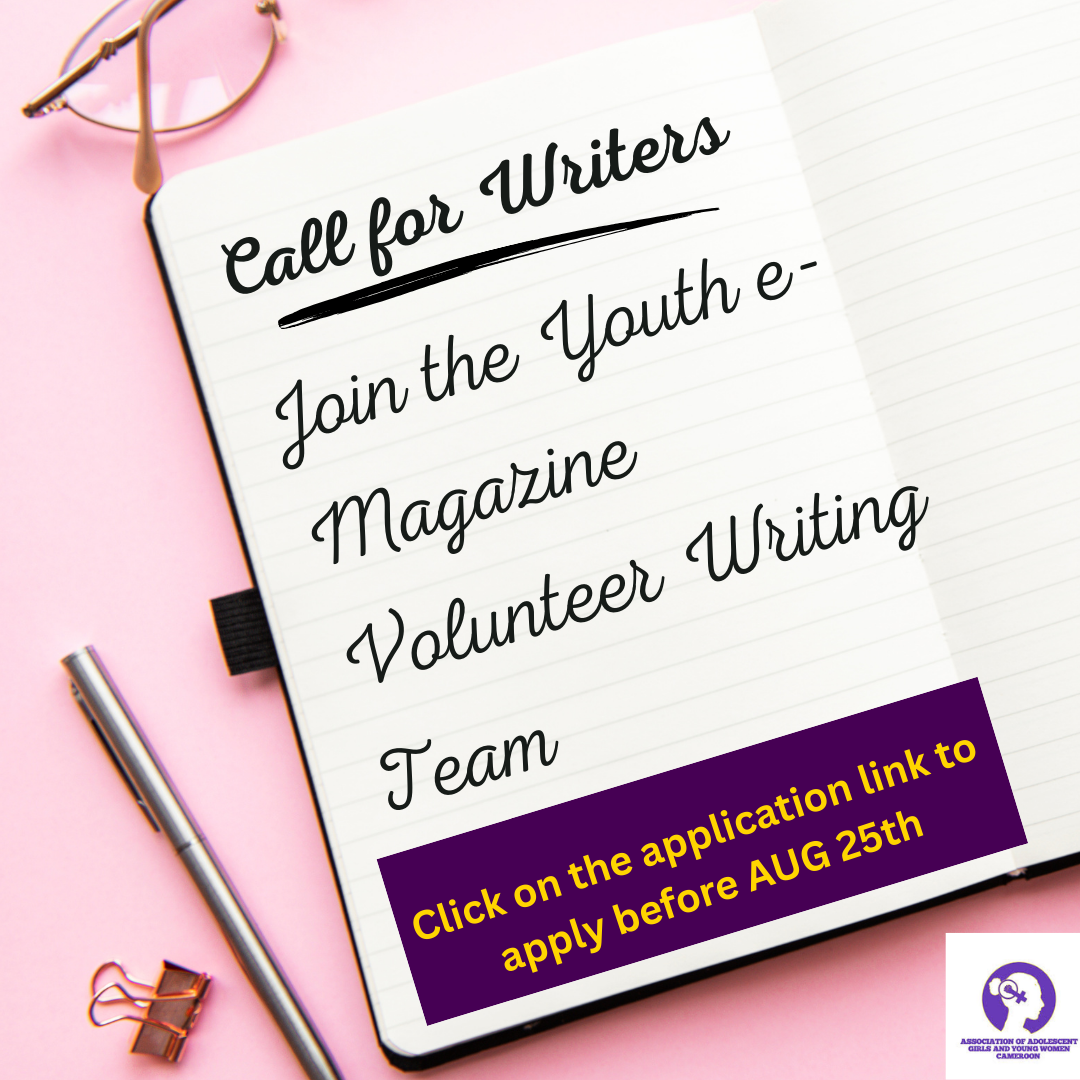 Call for Writers
Join the Youth e-
Magazine
Volunteer Writing
Team
Click on the application link to
apply before AUG 25th
ASSOCIATION OF ADOLESCENT
GIRLS AND YOUNG WOMEN
CAMEROON